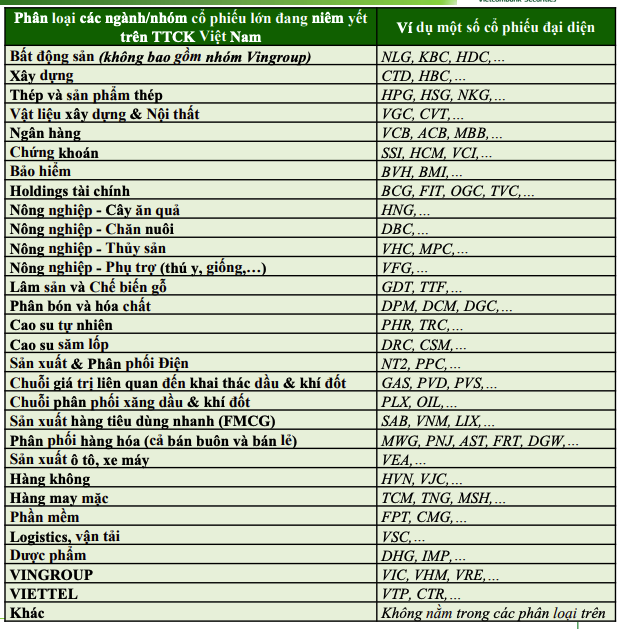 Vietcombank Securities
Phân loại các ngành/nhóm cổ phiếu lớn đang niêm yết
trên TTCK Việt Nam
Ví dụ một số cổ phiếu đại diện
Bất động sản (không bao gồm nhóm Vingroup)
NLG, KBC, HDC,...
Xây dựng
CTD, HBC,...
Thép và sản phẩm thép
HPG, HSG, NKG,...
Vật liệu xây dựng & Nội thất
VGC, CVT,...
Ngân hàng
VCB, ACB, MBB,...
Chứng khoán
SSI, HCM, VCI,...
Bảo hiểm
BVH, BMI,...
Holdings tài chính
BCG, FIT, OGC, TVC,...
Nông nghiệp - Cây ăn quả
HNG,...
Nông nghiệp - Chăn nuôi
DBC,...
Nông nghiệp - Thủy sản
VHC, MPC,...
Nông nghiệp - Phụ trợ (thú y, giống,...)
VFG,...
Lâm sản và Chế biến gỗ
GDT, TTF,...
Phân bón và hóa chất
DPM, DCM, DGC,...
Cao su tự nhiên
PHR, TRC,...
Cao su săm lốp
DRC, CSM,...
Sản xuất & Phân phối Điện
NT2, PPC,...
Chuỗi giá trị liên quan đến khai thác dầu & khí đốt
GAS, PVD, PVS,...
Chuỗi phân phối xăng dầu & khí đốt
PLX, OIL,...
Sản xuất hàng tiêu dùng nhanh (FMCG)
SAB, VNM, LIX,...
Phân phối hàng hóa (cả bán buôn và bán lẻ)
MWG, PNJ, AST, FRT, DGW,...
Sản xuất ô tô, xe máy
VEA,...
Hàng không
HVN, VJC,...
Hàng may mặc
TCM, TNG, MSH,...
Phần mềm
FPT, CMG,...
Logistics, vận tải
VSC,...
Dược phẩm
DHG, IMP,...
VINGROUP
VIC, VHM, VRE,...
VIETTEL
VTP, CTR,...
Khác
Không nằm trong các phân loại trên